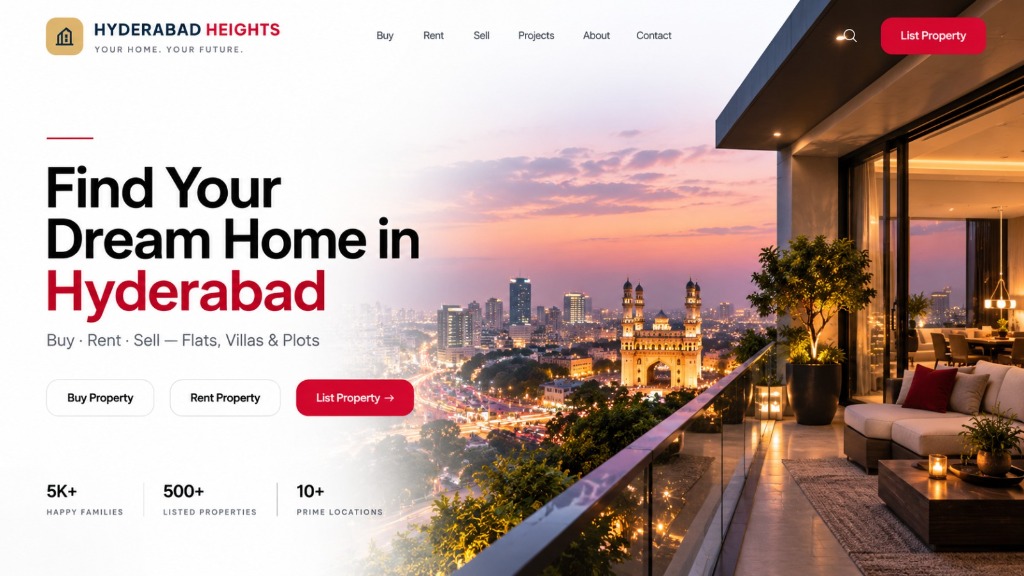 HYDERABAD HEIGHTS
YOUR HOME. YOUR FUTURE.
Buy
Rent
Sell
Projects
About
Contact
List Property
Find Your
Dream Home in
Hyderabad
Buy · Rent · Sell — Flats, Villas & Plots
Buy Property
Rent Property
List Property →
5K+
HAPPY FAMILIES
500+
LISTED PROPERTIES
10+
PRIME LOCATIONS